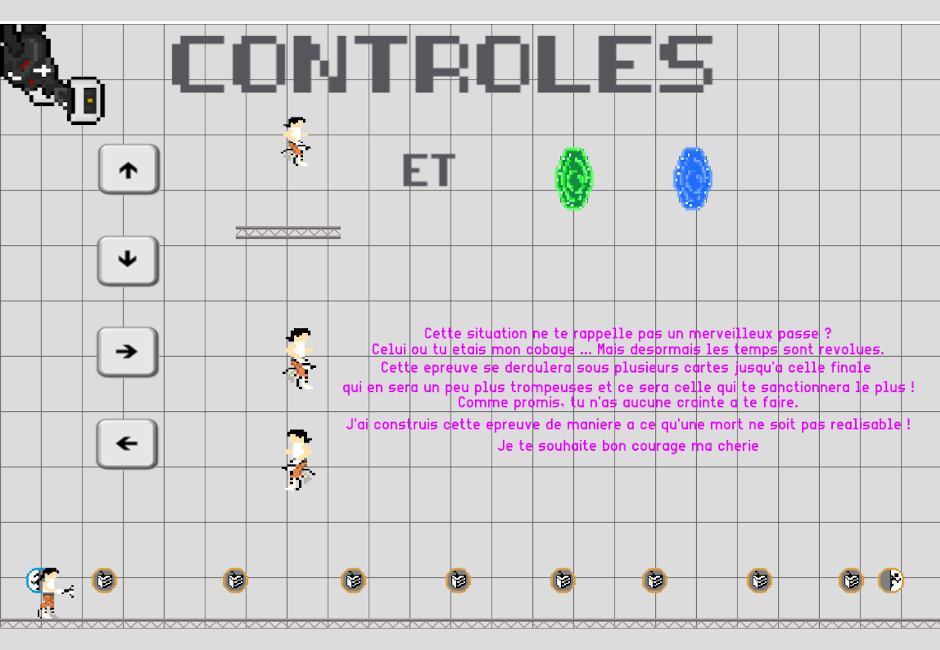 CONTROLES
ET
Cette situation ne te rappelle pas un merveilleux passe ?
Celui ou tu etais mon cobaye ... Mais desormais les temps sont revolues.
Cette epreuve se deroulera sous plusieurs cartes jusqu'a celle finale
qui en sera un peu plus trompeuses et ce sera celle qui te sanctionnera le plus !
Comme promis, tu n'as aucune crainte a te faire.
J'ai construis cette epreuve de maniere a ce qu'une mort ne soit pas realisable !
Je te souhaite bon courage ma cherie